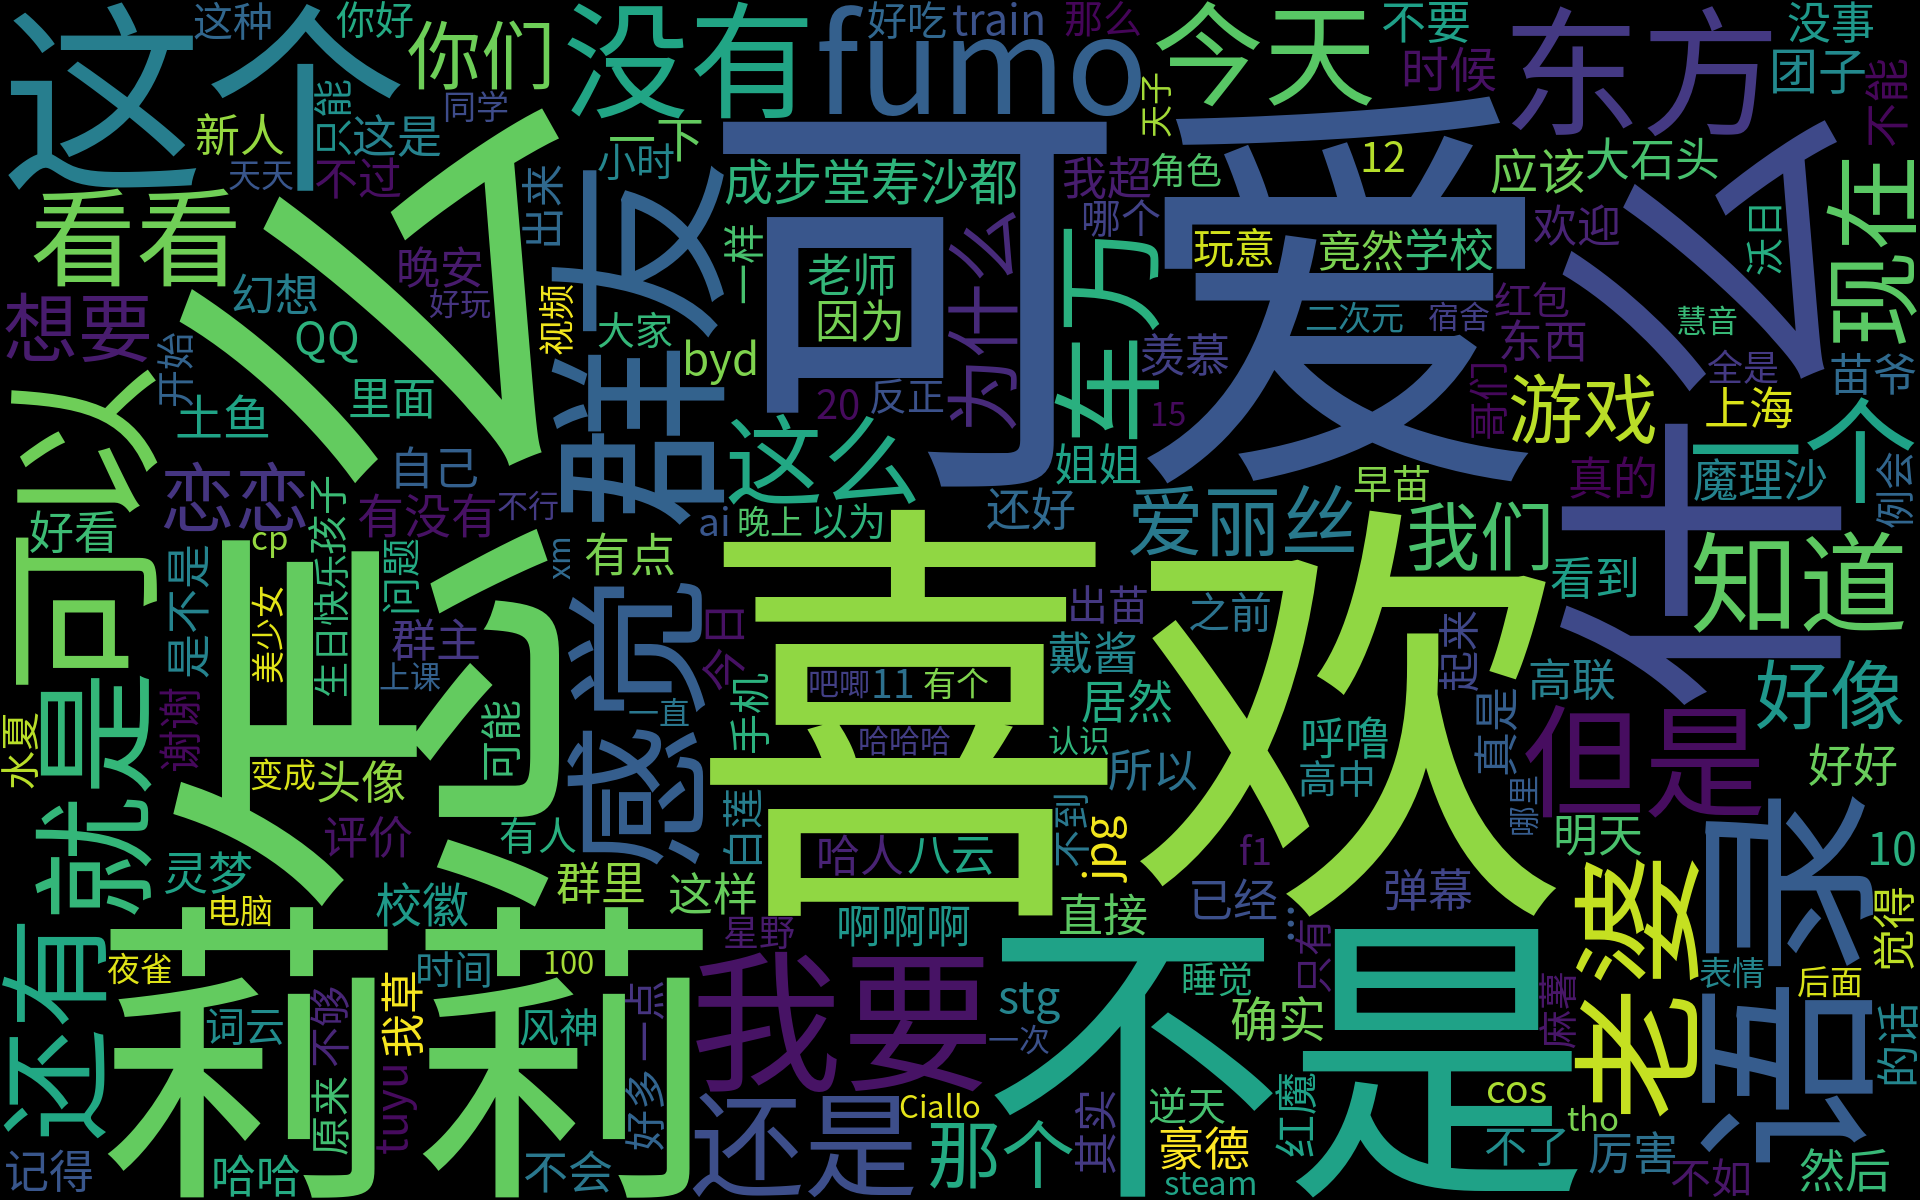 这个
这种
你好
你们
没有
fumo
好吃
train
那么
今天
不要
东方
没事
团子
时候
不能
只能
同学
新人
这是
天天
不过
看看
怎么
出来
小时
一下
群友
成步堂寿沙都
我超
角色
天子
12
应该
大石头
哪个
可爱
老师
因为
一样
为什么
车万
玩意
竟然
学校
欢迎
沃日
现在
什么
想要
幻想
晚安
好玩
QQ
视频
大家
byd
20
反正
羡慕
15
二次元
宿舍
红包
东西
慧音
全是
苗爷
哥们
游戏
上海
一个
开始
土鱼
里面
可以
自己
恋恋
有没有
不行
孩子
好看
cp
ai
晚上
以为
这么
姐姐
还好
早苗
爱丽丝
我们
真的
魔理沙
例会
知道
看到
xm
有点
喜欢
感觉
您
是不是
美少女
生日快乐
问题
群主
上课
今日
出苗
之前
戴酱
居然
起来
高联
好像
就是
水夏
谢谢
可能
一直
手机
吧唧
11
有个
哈哈哈
认识
所以
呼噜
高中
真是
但是
哪里
好好
变成
头像
评价
有人
白莲
哈人
八云
不到
jpg
f1
明天
10
灵梦
电脑
校徽
群里
这样
啊啊啊
星野
直接
已经
弹幕
...
只有
老婆
语录
觉得
还有
夜雀
利利
时间
100
词云
不够
我草
风神
一点
我要
stg
一次
睡觉
确实
不是
麻薯
表情
后面
的话
原来
tuyu
好多
还是
Ciallo
那个
其实
逆天
豪德
红魔
cos
tho
不了
厉害
不如
然后
记得
哈哈
不会
steam